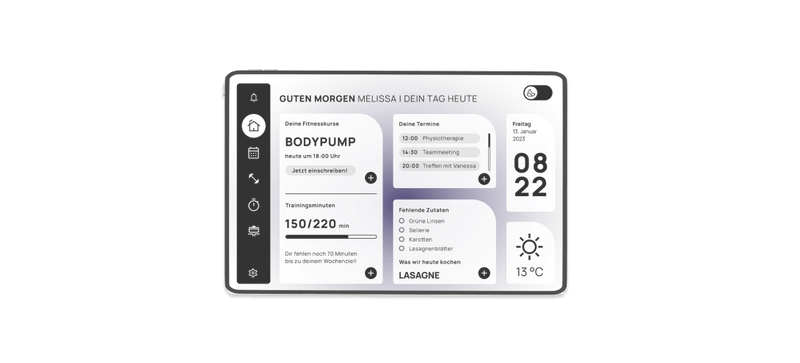 GUTEN MORGEN MELISSA I DEIN TAG HEUTE
Deine Fitnesskurse
BODYPUMP
heute um 18:00 Uhr
Jetzt einschreiben!
Trainingsminuten
150/220 min
Dir fehlen noch 70 Minuten
bis zu deinem Wochenziel!
Deine Termine
12:00 Physiotherapie
14:30 Teammeeting
20:00 Treffen mit Vanessa
Fehlende Zutaten
Grüne Linsen
Sellerie
Karotten
Lasagnenblätter
Was wir heute kochen
LASAGNE
Freitag
13. Januar
2023
08
22
13 °C